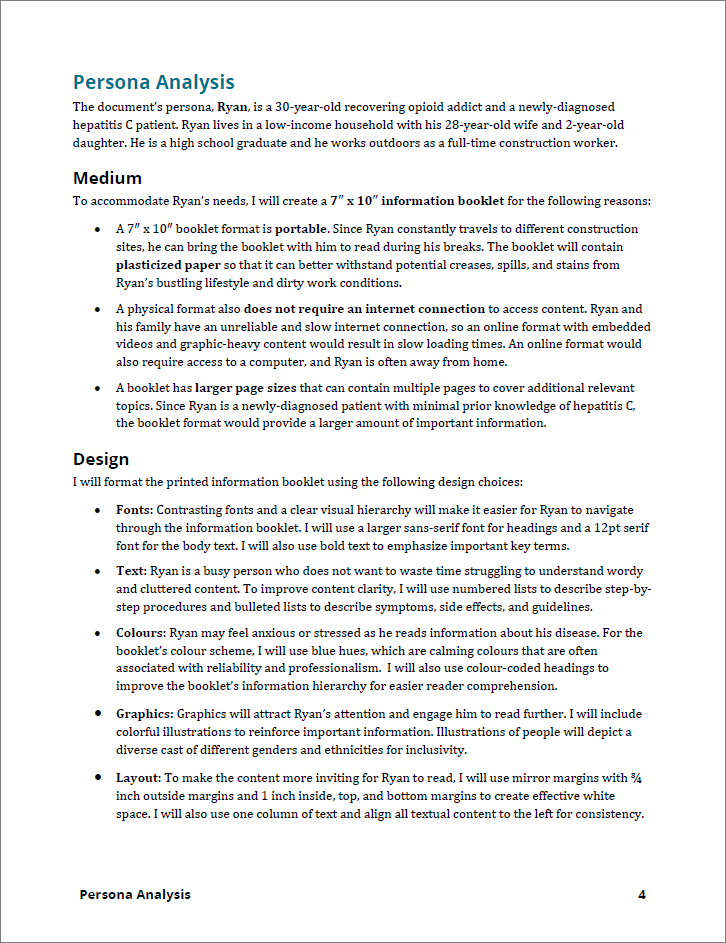 Persona Analysis
The document's persona, Ryan, is a 30-year-old recovering opioid addict and a newly-diagnosed
hepatitis C patient. Ryan lives in a low-income household with his 28-year-old wife and 2-year-old
daughter. He is a high school graduate and he works outdoors as a full-time construction worker.
Medium
To accommodate Ryan's needs, I will create a 7″ x 10″ information booklet for the following reasons:
• A 7″ x 10″ booklet format is portable. Since Ryan constantly travels to different construction
sites, he can bring the booklet with him to read during his breaks. The booklet will contain
plasticized paper so that it can better withstand potential creases, spills, and stains from
Ryan's bustling lifestyle and dirty work conditions.
• A physical format also does not require an internet connection to access content. Ryan and
his family have an unreliable and slow internet connection, so an online format with embedded
videos and graphic-heavy content would result in slow loading times. An online format would
also require access to a computer, and Ryan is often away from home.
• A booklet has larger page sizes that can contain multiple pages to cover additional relevant
topics. Since Ryan is a newly-diagnosed patient with minimal prior knowledge of hepatitis C,
the booklet format would provide a larger amount of important information.
Design
I will format the printed information booklet using the following design choices:
• Fonts: Contrasting fonts and a clear visual hierarchy will make it easier for Ryan to navigate
through the information booklet. I will use a larger sans-serif font for headings and a 12pt serif
font for the body text. I will also use bold text to emphasize important key terms.
• Text: Ryan is a busy person who does not want to waste time struggling to understand wordy
and cluttered content. To improve content clarity, I will use numbered lists to describe step-by-
step procedures and bulleted lists to describe symptoms, side effects, and guidelines.
• Colours: Ryan may feel anxious or stressed as he reads information about his disease. For the
booklet's colour scheme, I will use blue hues, which are calming colours that are often
associated with reliability and professionalism.  I will also use colour-coded headings to
improve the booklet's information hierarchy for easier reader comprehension.
• Graphics: Graphics will attract Ryan's attention and engage him to read further. I will include
colorful illustrations to reinforce important information. Illustrations of people will depict a
diverse cast of different genders and ethnicities for inclusivity.
• Layout: To make the content more inviting for Ryan to read, I will use mirror margins with ¾
inch outside margins and 1 inch inside, top, and bottom margins to create effective white
space. I will also use one column of text and align all textual content to the left for consistency.
Persona Analysis 4